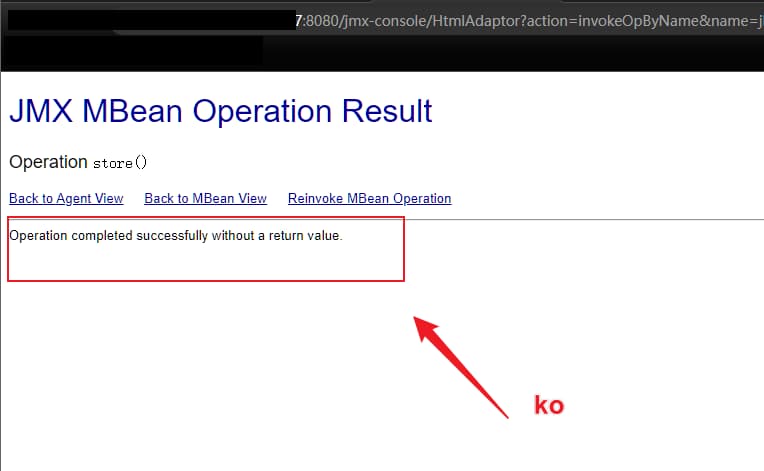 7:8080/jmx-console/HtmlAdaptor?action=invokeOpByName&name=j
JMX MBean Operation Result
Operation store()
Back to Agent View Back to MBean View Reinvoke MBean Operation
Operation completed successfully without a return value.
ko